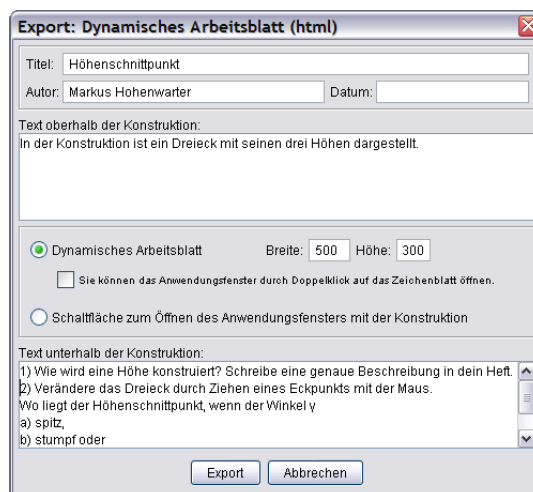 Export: Dynamisches Arbeitsblatt (html)
Titel: Höhenschnittpunkt
Autor: Markus Hohenwarter Datum:
Text oberhalb der Konstruktion:
In der Konstruktion ist ein Dreieck mit seinen drei Höhen dargestellt.
Dynamisches Arbeitsblatt Breite: 500 Höhe: 300
Sie können das Anwendungsfenster durch Doppelklick auf das Zeichenblatt öffnen.
Schaltfläche zum Öffnen des Anwendungsfensters mit der Konstruktion
Text unterhalb der Konstruktion:
1) Wie wird eine Höhe konstruiert? Schreibe eine genaue Beschreibung in dein Heft.
2) Verändere das Dreieck durch Ziehen eines Eckpunkts mit der Maus.
Wo liegt der Höhenschnittpunkt, wenn der Winkel γ
a) spitz,
b) stumpf oder
Export Abbrechen